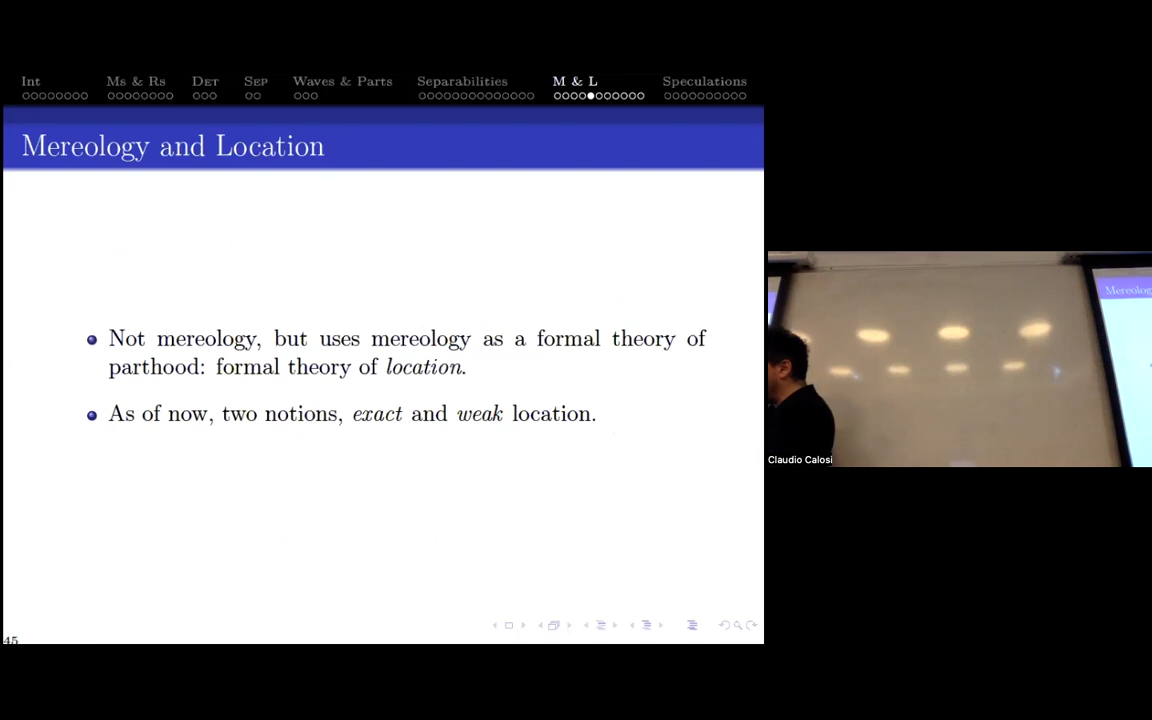 Int Ms & Rs Det Sep Waves & Parts Separabilities M & L Speculations
Mereology and Location
Not mereology, but uses mereology as a formal theory of
parthood: formal theory of location.
As of now, two notions, exact and weak location.
45
Mereolog
Claudio Calosi